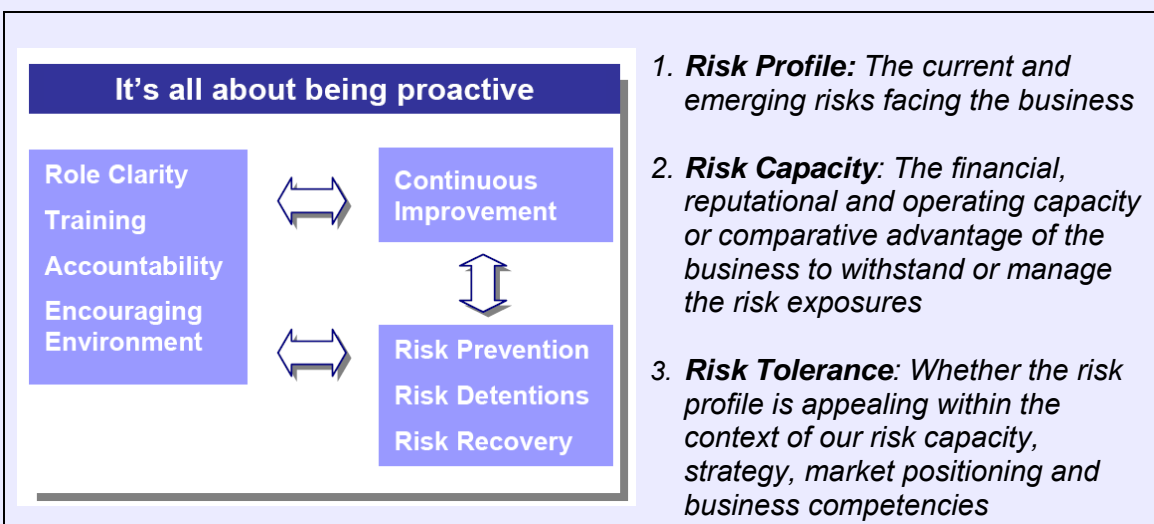 It's all about being proactive
Role Clarity
Training
Accountability
Encouraging
Environment
Continuous
Improvement
Risk Prevention
Risk Detentions
Risk Recovery
1. Risk Profile: The current and
emerging risks facing the business
2. Risk Capacity: The financial,
reputational and operating capacity
or comparative advantage of the
business to withstand or manage
the risk exposures
3. Risk Tolerance: Whether the risk
profile is appealing within the
context of our risk capacity,
strategy, market positioning and
business competencies